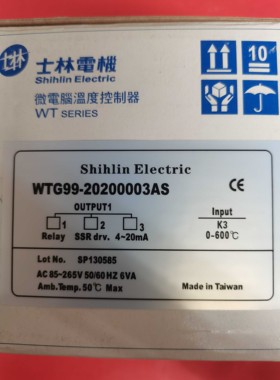 士林 士林電機
Shihlin Electric
微電腦溫度控制器
WT SERIES
10
Shihlin Electric
WTG99-20200003AS
CE
OUTPUT1
1 2 3
Relay SSR drv. 4~20mA
Input
K3
0-600℃
Lot No SP130585
AC 85~265V 50/60 HZ 6VA
Amb.Temp. 50℃ Max
Made in Taiwan